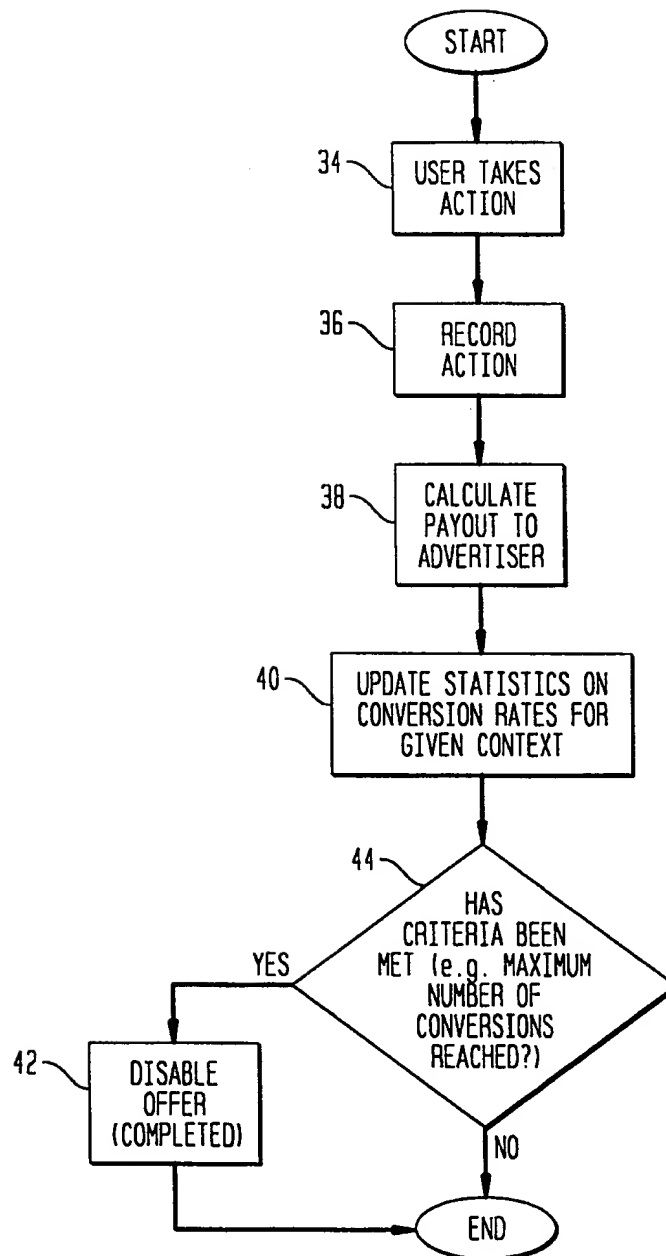 START
34
USER TAKES
ACTION
36
RECORD
ACTION
38
CALCULATE
PAYOUT TO
ADVERTISER
40
UPDATE STATISTICS ON
CONVERSION RATES FOR
GIVEN CONTEXT
44
HAS
CRITERIA BEEN
MET (e.g. MAXIMUM
NUMBER OF
CONVERSIONS
REACHED?)
YES
42
DISABLE
OFFER
(COMPLETED)
NO
END